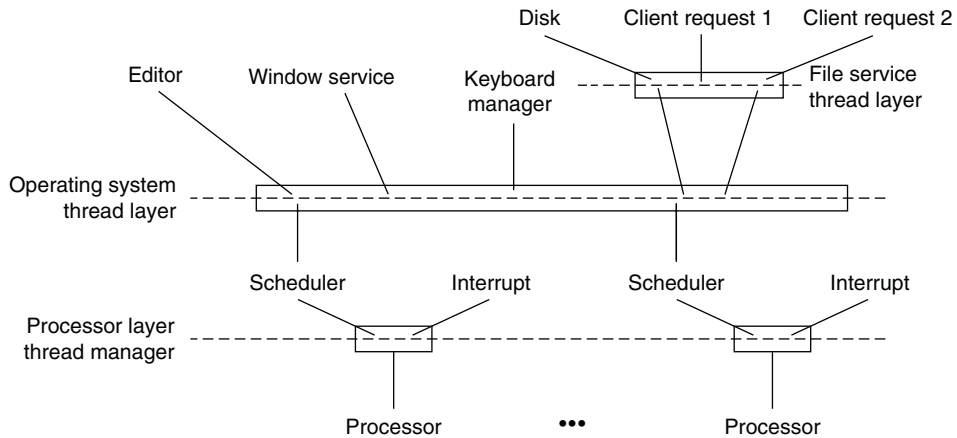 Disk
Client request 1
Client request 2
Editor
Window service
Keyboard
manager
File service
thread layer
Operating system
thread layer
Scheduler
Interrupt
Scheduler
Interrupt
Processor layer
thread manager
Processor
•••
Processor